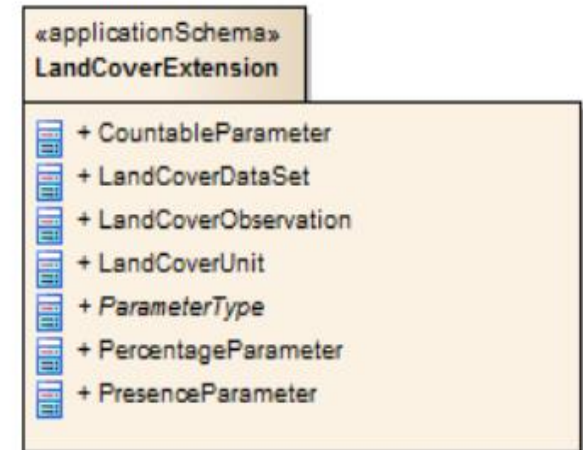 «applicationSchema»
LandCoverExtension
+ CountableParameter
+ LandCoverDataSet
+ LandCoverObservation
+ LandCoverUnit
+ ParameterType
+ PercentageParameter
+ PresenceParameter